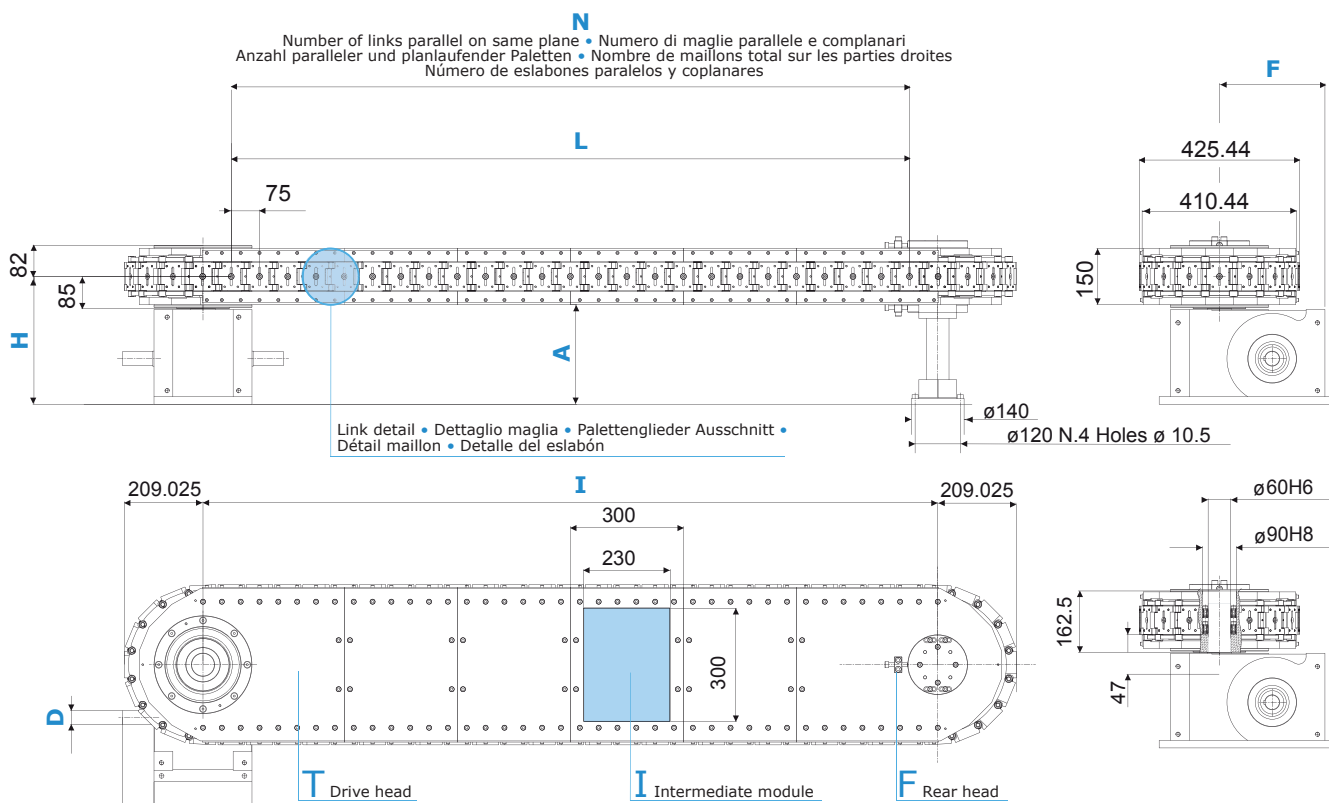 N
Number of links parallel on same plane • Numero di maglie parallele e complanari
Anzahl paralleler und planlaufender Paletten • Nombre de maillons total sur les parties droites
Número de eslabones paralelos y coplanares
F
L
425.44
75
410.44
82
150
85
H
A
Link detail • Dettaglio maglia • Palettenglieder Ausschnitt •
Détail maillon • Detalle del eslabón
ø140
ø120 N.4 Holes ø 10.5
209.025
I
209.025
ø60H6
300
ø90H8
230
162.5
300
47
D
T Drive head
I Intermediate module
F Rear head